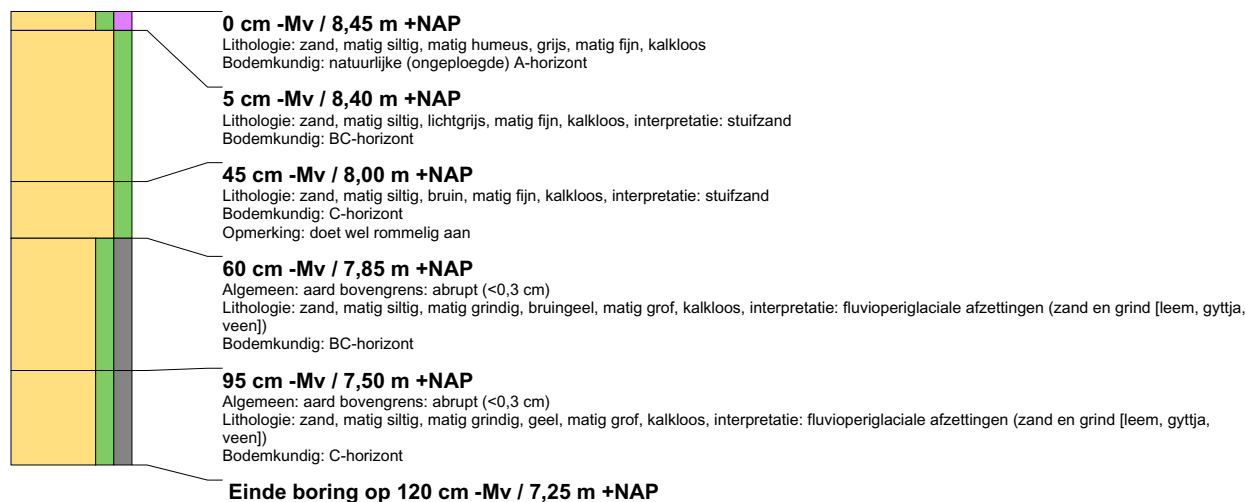 0 cm -Mv / 8,45 m +NAP
Lithologie: zand, matig siltig, matig humeus, grijs, matig fijn, kalkloos
Bodemkundig: natuurlijke (ongeploegde) A-horizont
5 cm -Mv / 8,40 m +NAP
Lithologie: zand, matig siltig, lichtgrijs, matig fijn, kalkloos, interpretatie: stuifzand
Bodemkundig: BC-horizont
45 cm -Mv / 8,00 m +NAP
Lithologie: zand, matig siltig, bruin, matig fijn, kalkloos, interpretatie: stuifzand
Bodemkundig: C-horizont
Opmerking: doet wel rommelig aan
60 cm -Mv / 7,85 m +NAP
Algemeen: aard bovengrens: abrupt (<0,3 cm)
Lithologie: zand, matig siltig, matig grindig, bruingeel, matig grof, kalkloos, interpretatie: fluvioperiglaciale afzettingen (zand en grind [leem, gyttja,
veen])
Bodemkundig: BC-horizont
95 cm -Mv / 7,50 m +NAP
Algemeen: aard bovengrens: abrupt (<0,3 cm)
Lithologie: zand, matig siltig, matig grindig, geel, matig grof, kalkloos, interpretatie: fluvioperiglaciale afzettingen (zand en grind [leem, gyttja,
veen])
Bodemkundig: C-horizont
Einde boring op 120 cm -Mv / 7,25 m +NAP